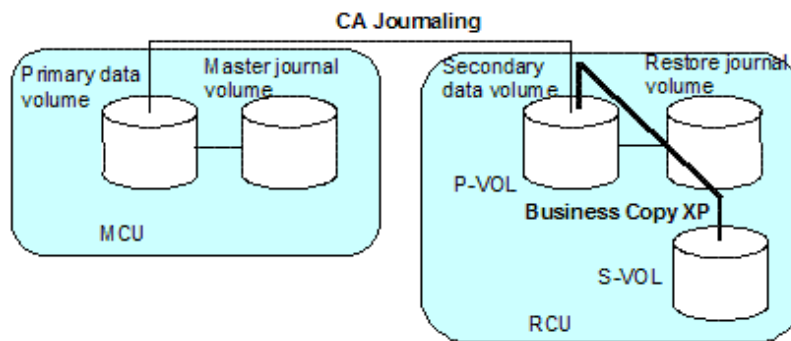 CA Journaling
Primary data
volume
Master journal
volume
MCU
Secondary
data volume
Restore journal
volume
P-VOL
Business Copy XP
S-VOL
RCU